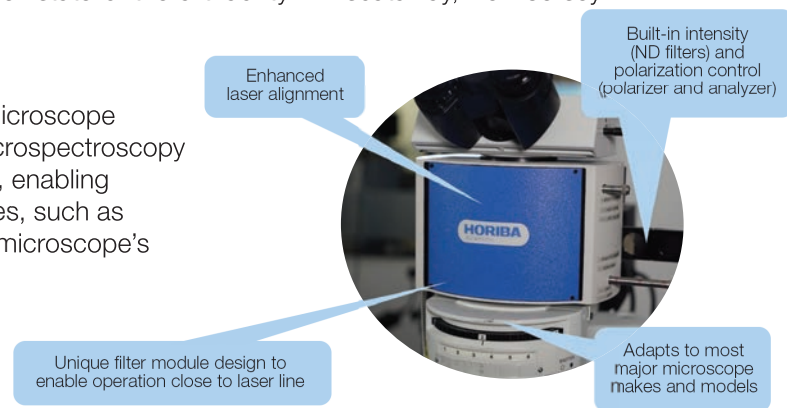 Enhanced
laser alignment
Built-in intensity
(ND filters) and
polarization control
(polarizer and analyzer)
icroscope
crospectroscopy
, enabling
es, such as
microscope's
HORIBA
Unique filter module design to
enable operation close to laser line
Adapts to most
major microscope
makes and models